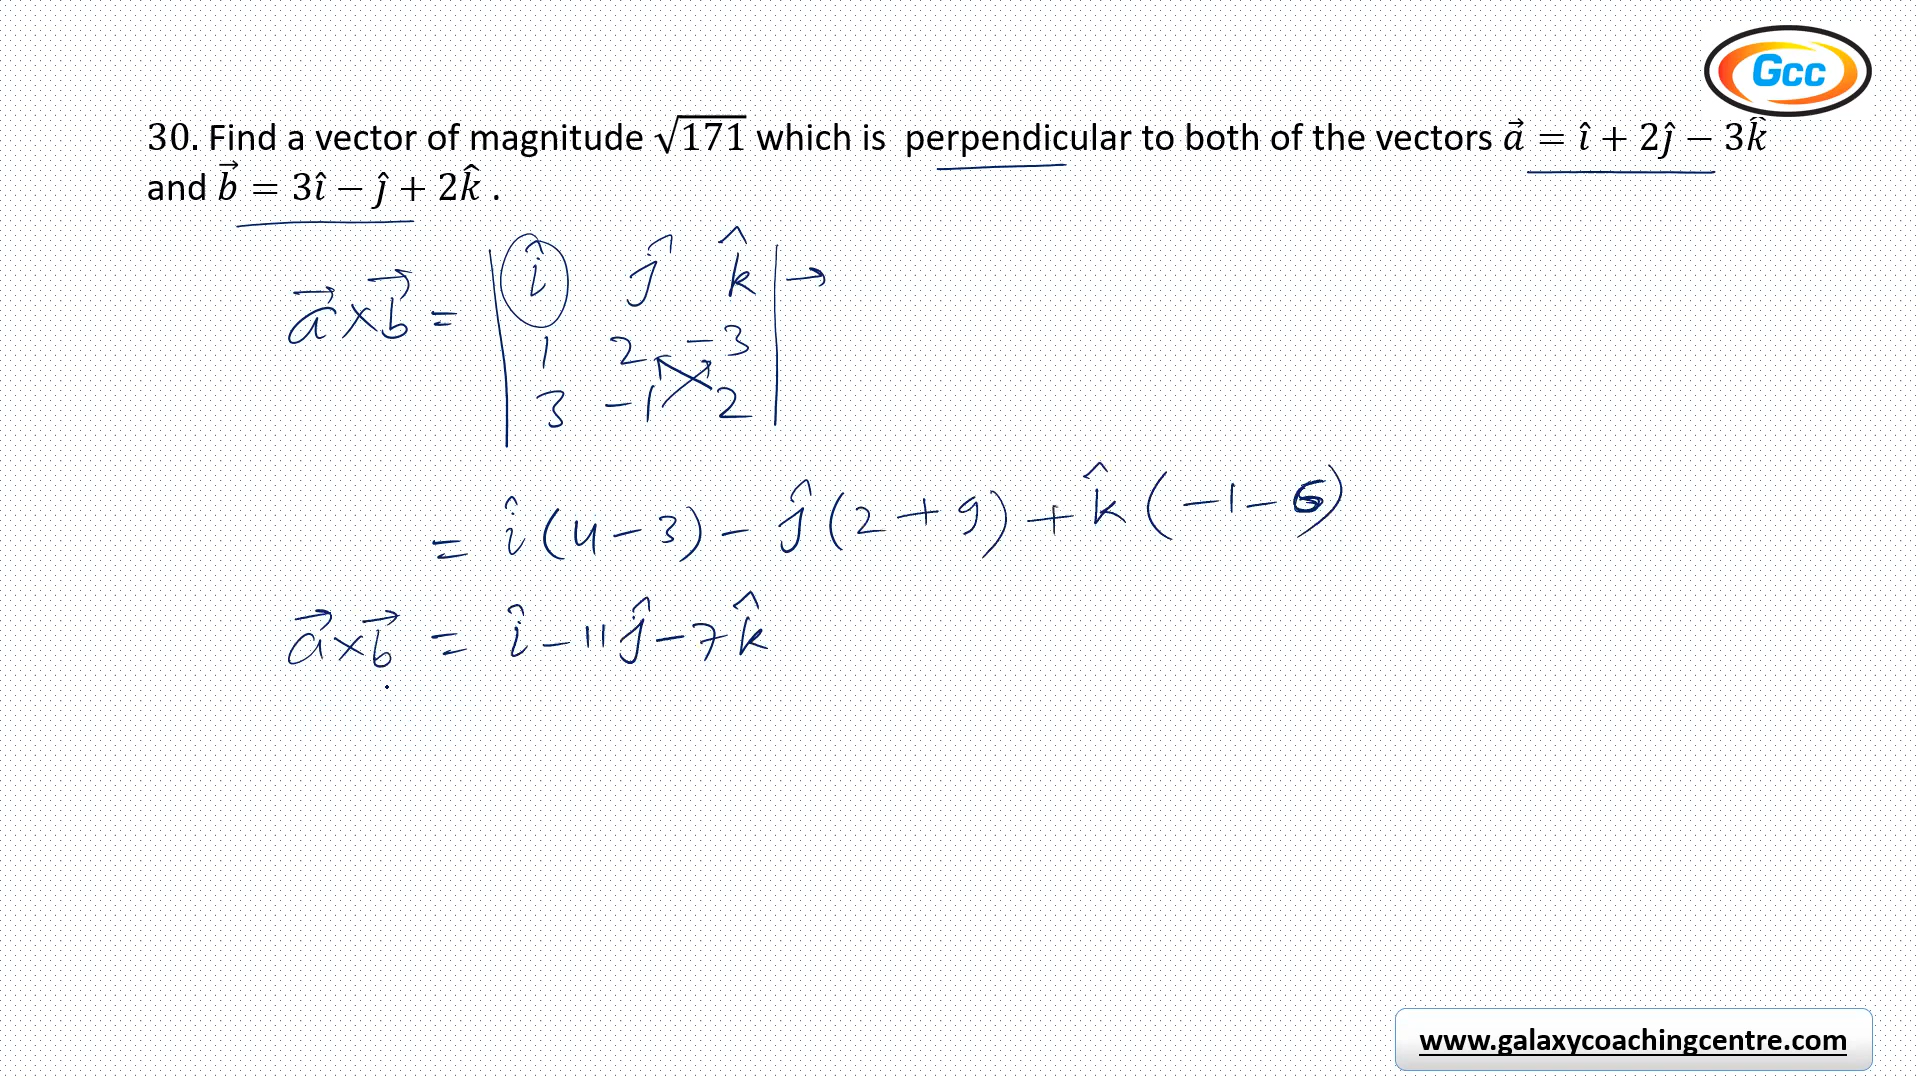 Gcc
30. Find a vector of magnitude √171 which is perpendicular to both of the vectors a⃗ = î + 2ĵ − 3k̂
and b⃗ = 3î − ĵ + 2k̂ .
a⃗ × b⃗ = | î ĵ k̂ | →
1 2 −3
3 −1 2
= î (4 − 3) − ĵ (2 + 9) + k̂ (−1 − 6)
a⃗ × b⃗ = î − 11ĵ − 7k̂
www.galaxycoachingcentre.com